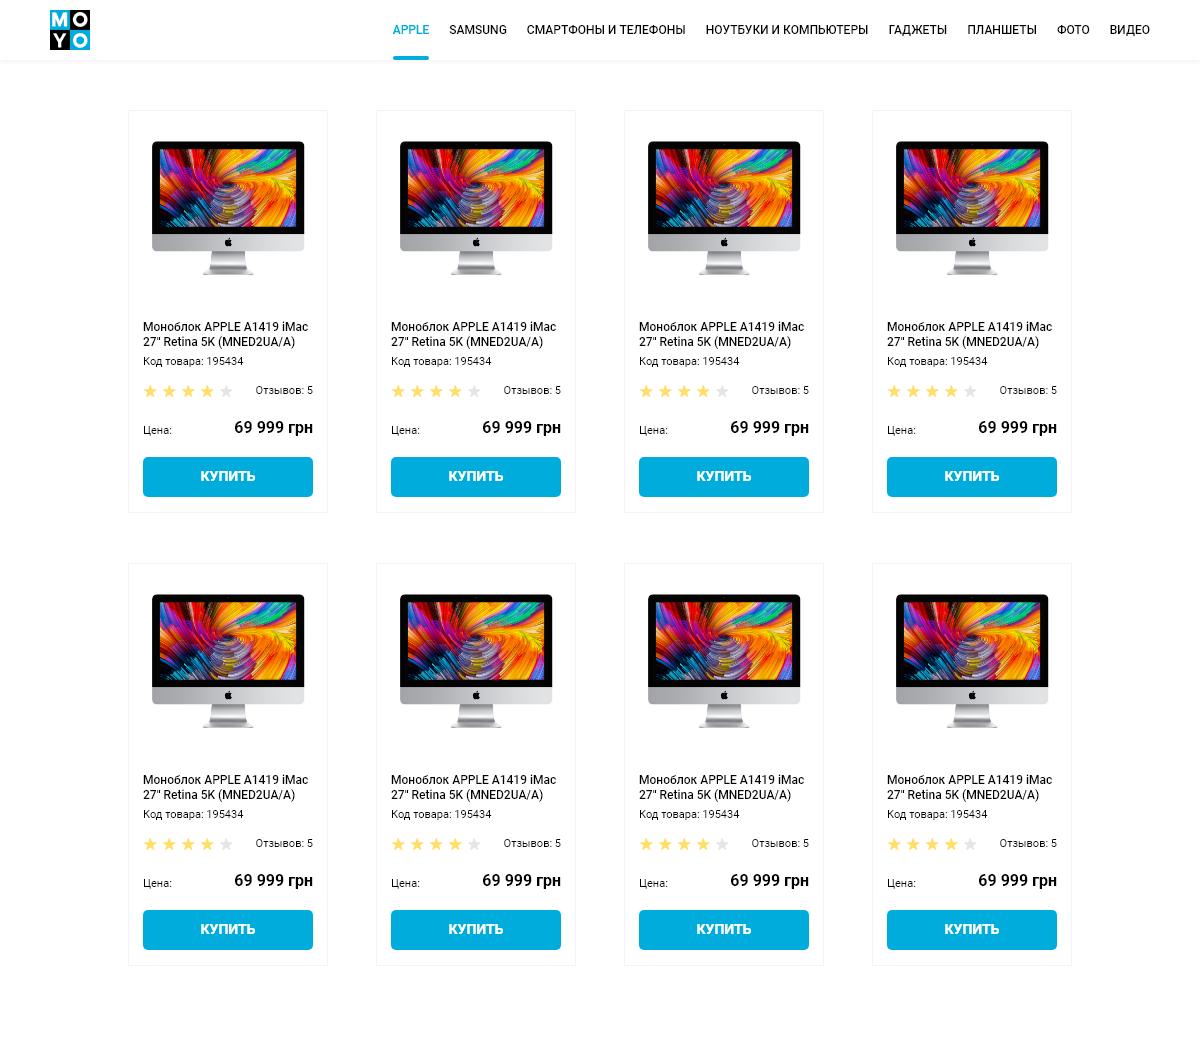 MO
YO
APPLE SAMSUNG СМАРТФОНЫ И ТЕЛЕФОНЫ НОУТБУКИ И КОМПЬЮТЕРЫ ГАДЖЕТЫ ПЛАНШЕТЫ ФОТО ВИДЕО
Моноблок APPLE A1419 iMac
27" Retina 5K (MNED2UA/A)
Код товара: 195434
Отзывов: 5
Цена: 69 999 грн
КУПИТЬ
Моноблок APPLE A1419 iMac
27" Retina 5K (MNED2UA/A)
Код товара: 195434
Отзывов: 5
Цена: 69 999 грн
КУПИТЬ
Моноблок APPLE A1419 iMac
27" Retina 5K (MNED2UA/A)
Код товара: 195434
Отзывов: 5
Цена: 69 999 грн
КУПИТЬ
Моноблок APPLE A1419 iMac
27" Retina 5K (MNED2UA/A)
Код товара: 195434
Отзывов: 5
Цена: 69 999 грн
КУПИТЬ
Моноблок APPLE A1419 iMac
27" Retina 5K (MNED2UA/A)
Код товара: 195434
Отзывов: 5
Цена: 69 999 грн
КУПИТЬ
Моноблок APPLE A1419 iMac
27" Retina 5K (MNED2UA/A)
Код товара: 195434
Отзывов: 5
Цена: 69 999 грн
КУПИТЬ
Моноблок APPLE A1419 iMac
27" Retina 5K (MNED2UA/A)
Код товара: 195434
Отзывов: 5
Цена: 69 999 грн
КУПИТЬ
Моноблок APPLE A1419 iMac
27" Retina 5K (MNED2UA/A)
Код товара: 195434
Отзывов: 5
Цена: 69 999 грн
КУПИТЬ